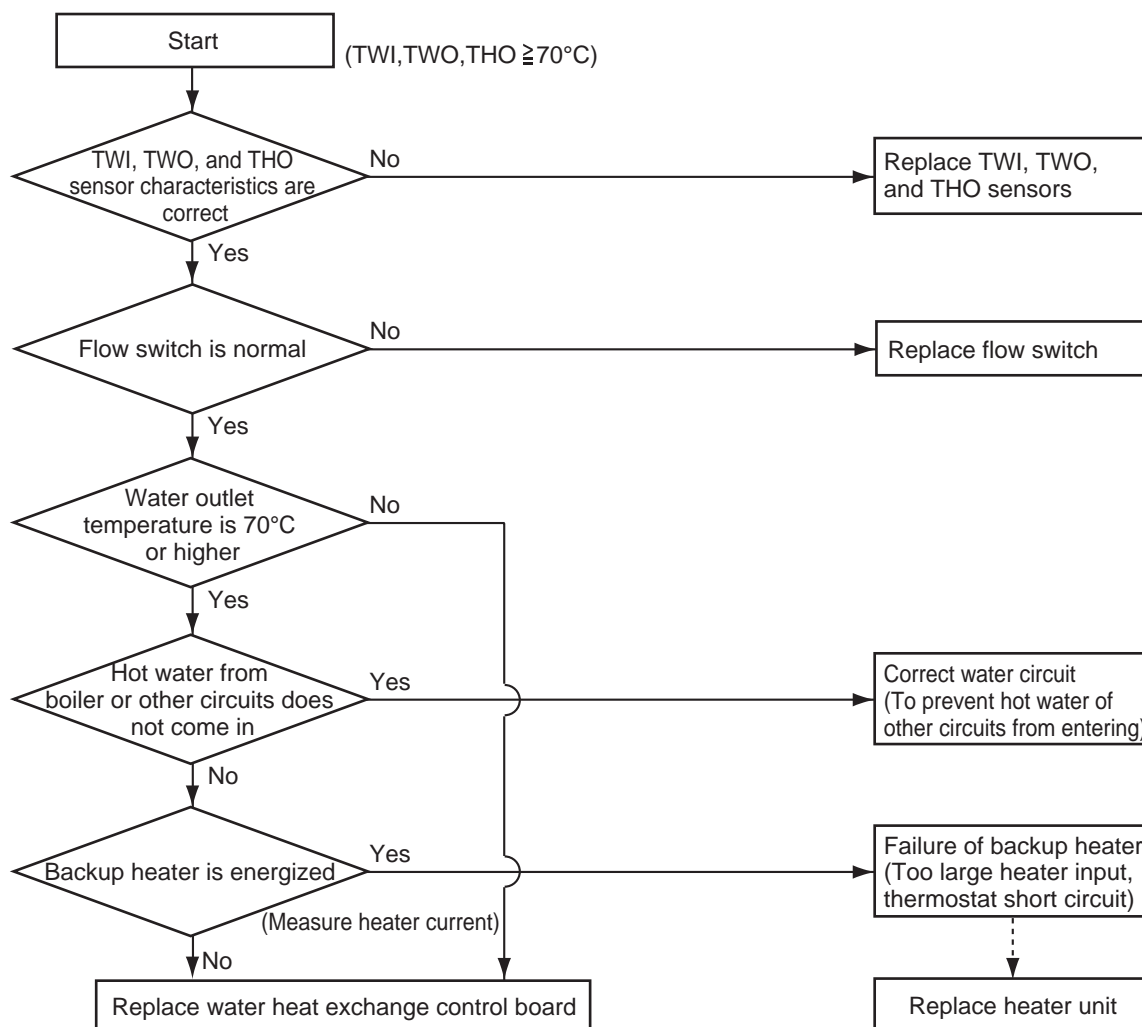 Start
(TWI,TWO,THO ≧70°C)
TWI, TWO, and THO
sensor characteristics are
correct
No
Replace TWI, TWO,
and THO sensors
Yes
Flow switch is normal
No
Replace flow switch
Yes
Water outlet
temperature is 70°C
or higher
No
Yes
Hot water from
boiler or other circuits does
not come in
Yes
Correct water circuit
(To prevent hot water of
other circuits from entering)
No
Backup heater is energized
Yes
(Measure heater current)
Failure of backup heater
(Too large heater input,
thermostat short circuit)
No
Replace water heat exchange control board
Replace heater unit